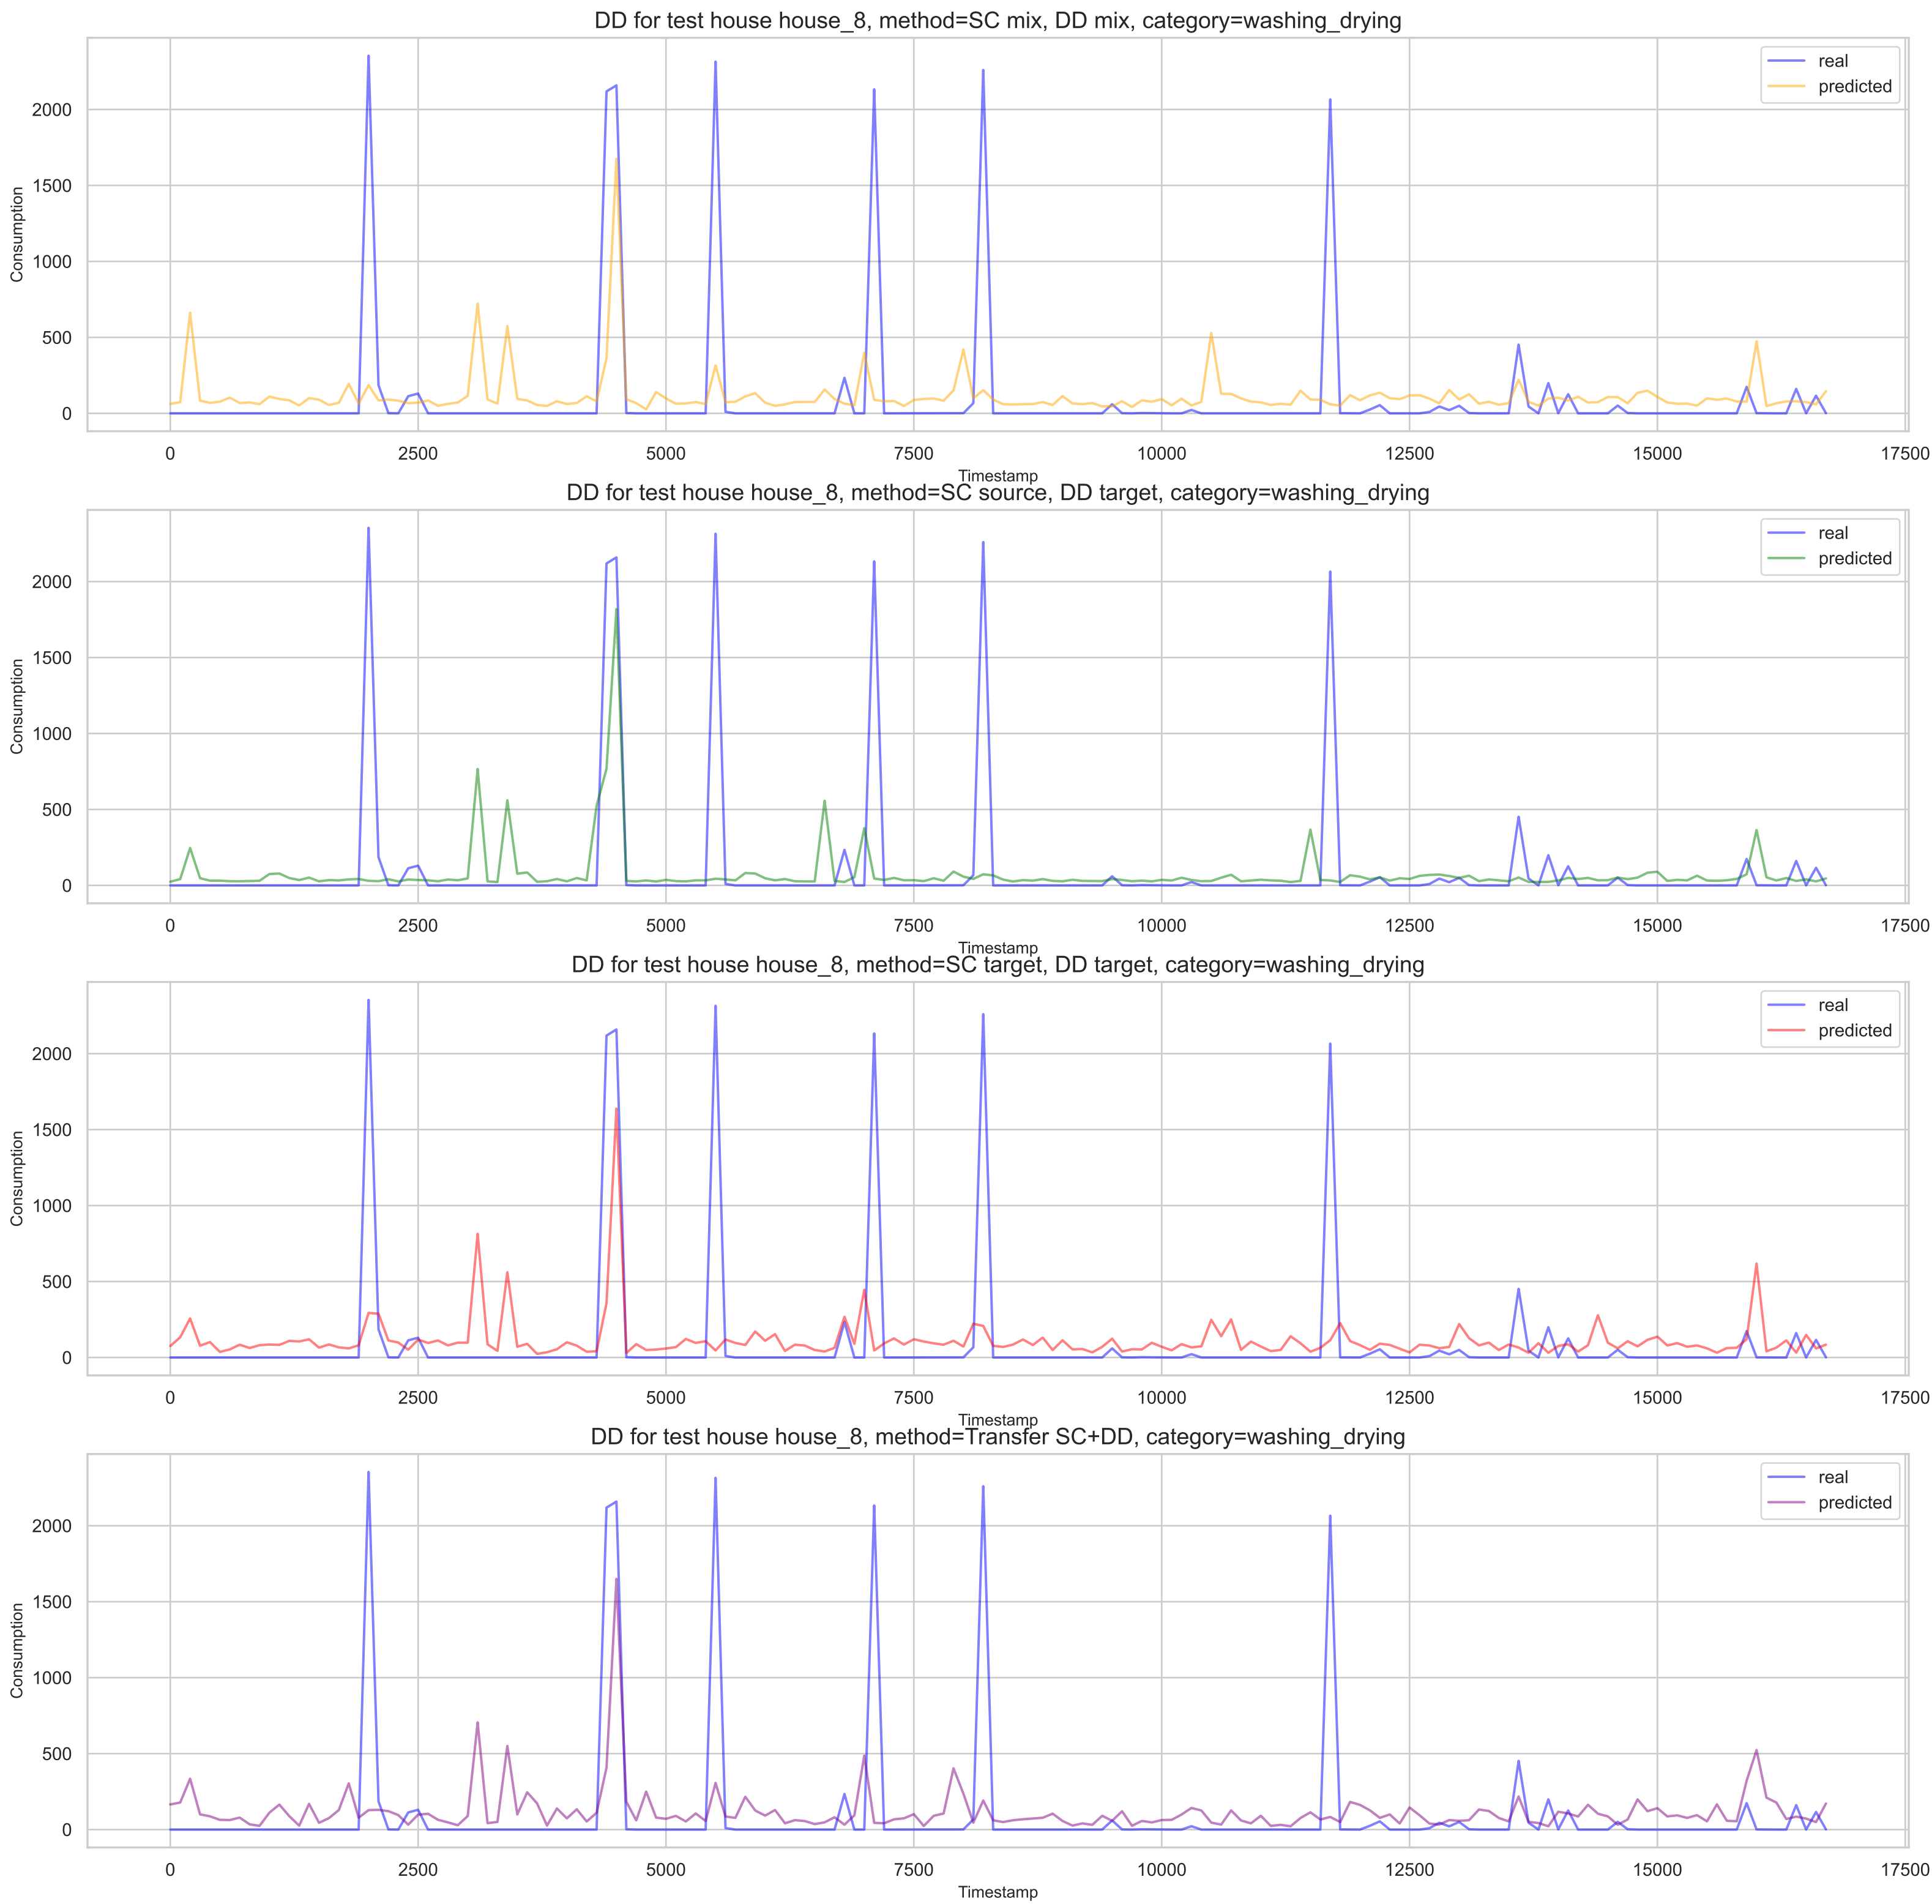 DD for test house house_8, method=SC mix, DD mix, category=washing_drying
real
predicted
2000
1500
1000
500
0
Consumption
0 2500 5000 7500 10000 12500 15000 17500
Timestamp
DD for test house house_8, method=SC source, DD target, category=washing_drying
real
predicted
2000
1500
1000
500
0
Consumption
0 2500 5000 7500 10000 12500 15000 17500
Timestamp
DD for test house house_8, method=SC target, DD target, category=washing_drying
real
predicted
2000
1500
1000
500
0
Consumption
0 2500 5000 7500 10000 12500 15000 17500
Timestamp
DD for test house house_8, method=Transfer SC+DD, category=washing_drying
real
predicted
2000
1500
1000
500
0
Consumption
0 2500 5000 7500 10000 12500 15000 17500
Timestamp